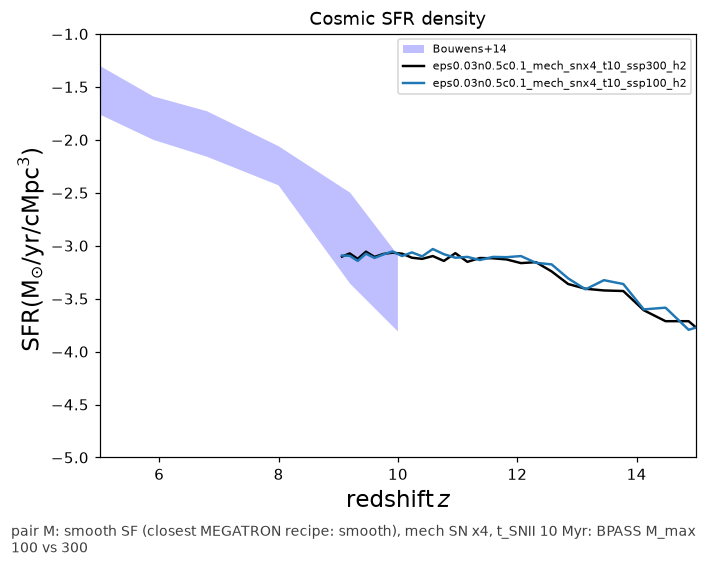 Cosmic SFR density
−1.0
−1.5
−2.0
−2.5
−3.0
−3.5
−4.0
−4.5
−5.0
SFR(M⊙/yr/cMpc³)
Bouwens+14
eps0.03n0.5c0.1_mech_snx4_t10_ssp300_h2
eps0.03n0.5c0.1_mech_snx4_t10_ssp100_h2
6 8 10 12 14
redshift z
pair M: smooth SF (closest MEGATRON recipe: smooth), mech SN x4, t_SNII 10 Myr: BPASS M_max
100 vs 300